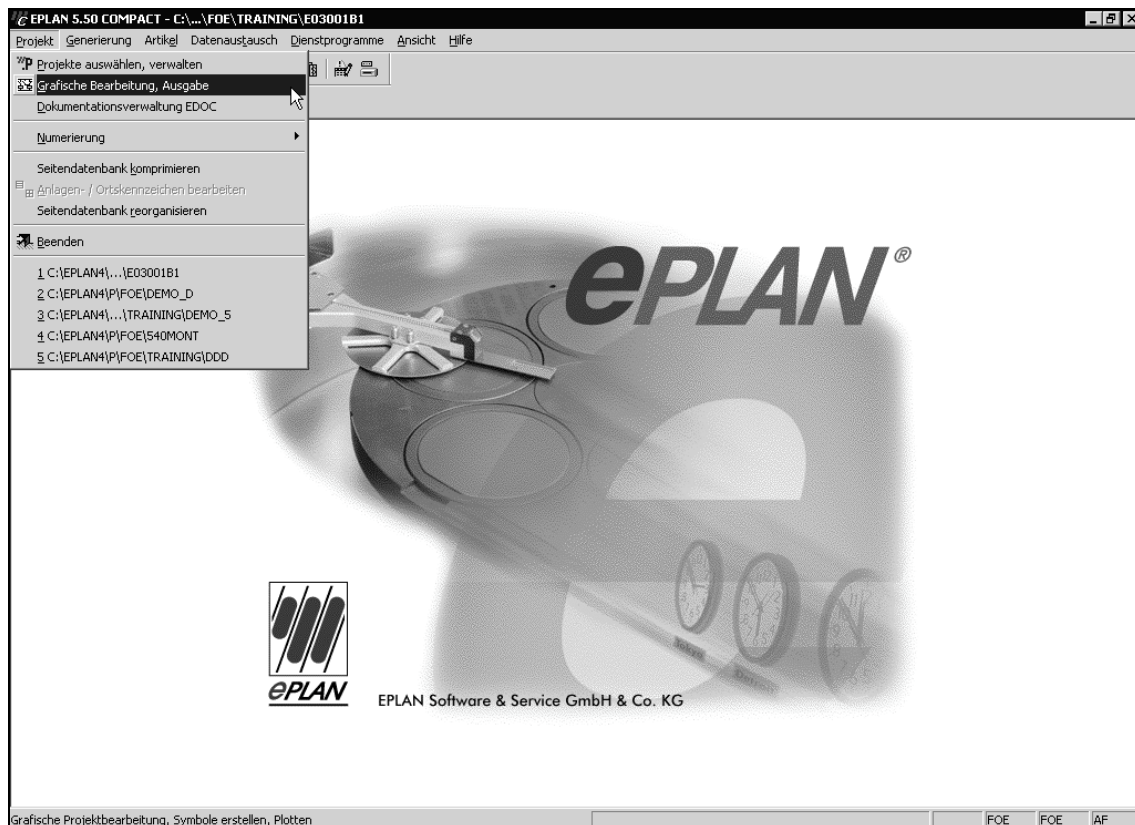 EPLAN 5.50 COMPACT - C:\...\FOE\TRAINING\E03001B1
Projekt Generierung Artikel Datenaustausch Dienstprogramme Ansicht Hilfe
Projekte auswählen, verwalten
Grafische Bearbeitung, Ausgabe
Dokumentationsverwaltung EDOC
Numerierung
Seitendatenbank komprimieren
Anlagen- / Ortskennzeichen bearbeiten
Seitendatenbank reorganisieren
Beenden
1 C:\EPLAN4\...\E03001B1
2 C:\EPLAN4\P\FOE\DEMO_D
3 C:\EPLAN4\...\TRAINING\DEMO_5
4 C:\EPLAN4\P\FOE\540MONT
5 C:\EPLAN4\P\FOE\TRAINING\DDD
ePLAN®
Tokyo
Detroit
ePLAN
EPLAN Software & Service GmbH & Co. KG
Grafische Projektbearbeitung, Symbole erstellen, Plotten
FOE FOE AF